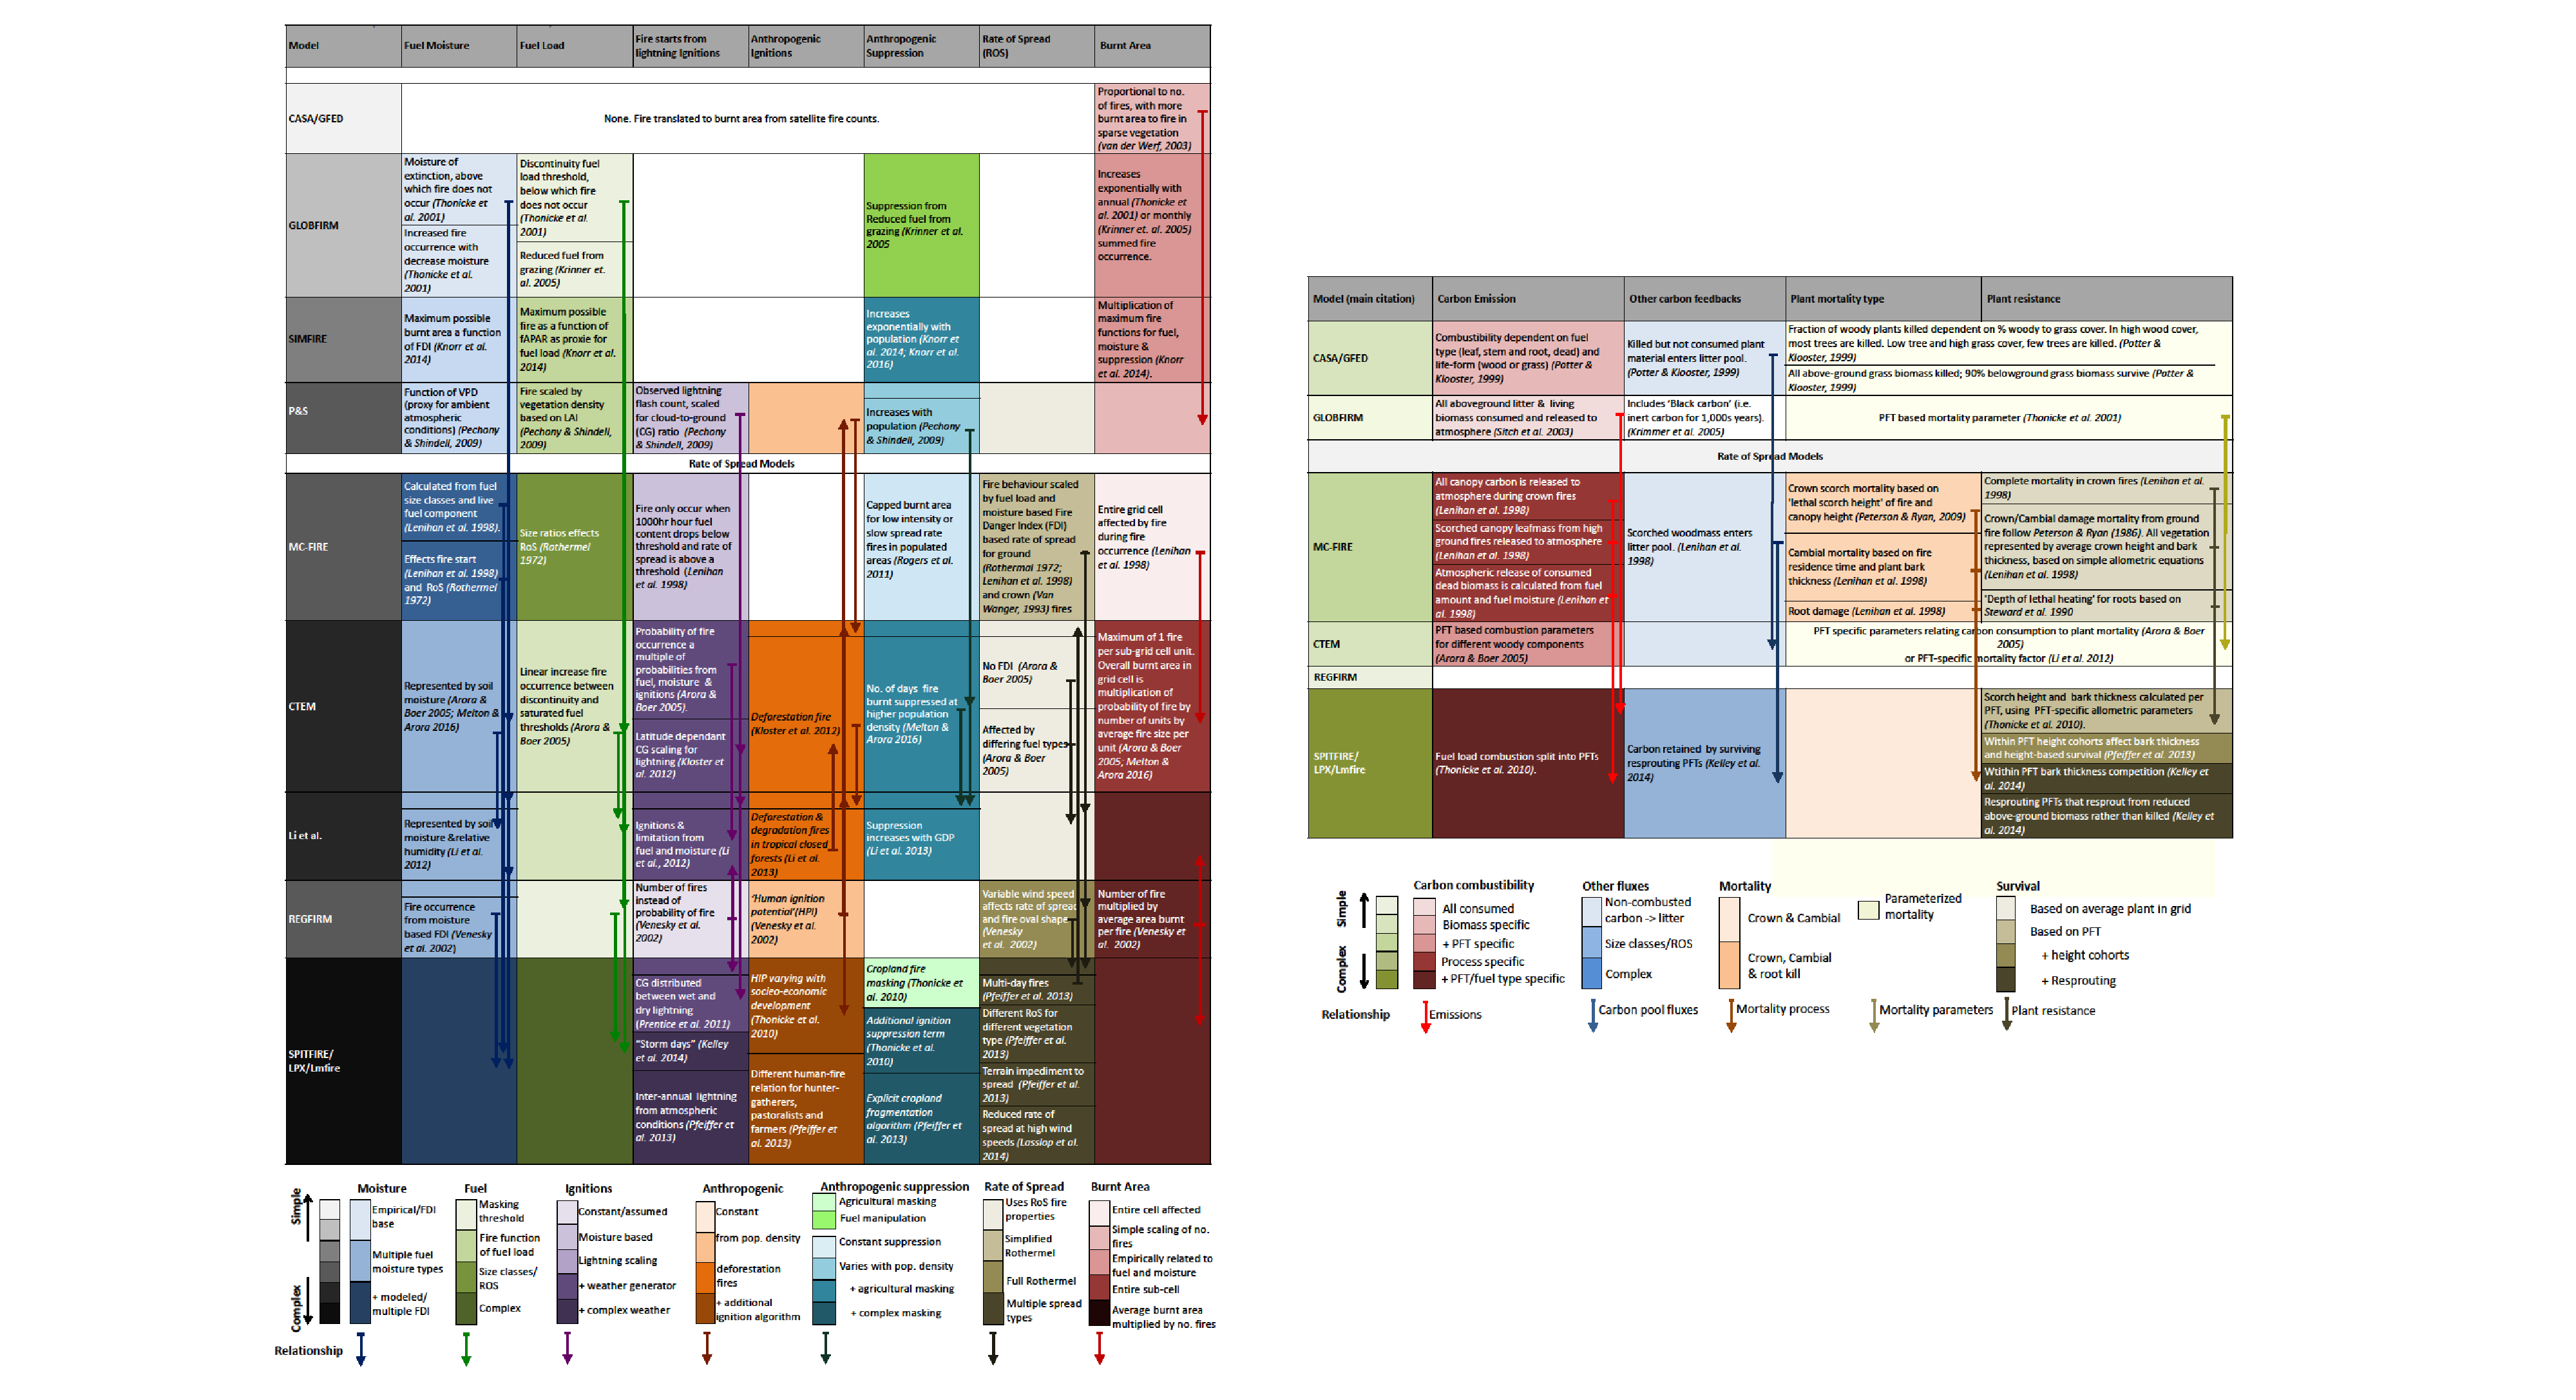 Model
Fuel Moisture
Fuel Load
Fire starts from
lightning Ignitions
Anthropogenic
Ignitions
Anthropogenic
Suppression
Rate of Spread
(ROS)
Burnt Area
CASA/GFED
None. Fire translated to burnt area from satellite fire counts.
Proportional to no.
of fires, with more
burnt area to fire in
sparse vegetation
(van der Werf, 2003)
GLOBFIRM
Moisture of
extinction, above
which fire does not
occur (Thonicke et
al. 2001)
Increased fire
occurrence with
decrease moisture
(Thonicke et al.
2001)
Discontinuity fuel
load threshold,
below which fire
does not occur
(Thonicke et al.
2001)
Reduced fuel from
grazing (Krinner et.
al. 2005)
Suppression from
Reduced fuel from
grazing (Krinner et al.
2005
Increases
exponentially with
annual (Thonicke et
al. 2001) or monthly
(Krinner et. al. 2005)
summed fire
occurrence.
SIMFIRE
Maximum possible
burnt area a function
of FDI (Knorr et al.
2014)
Maximum possible
fire as a function of
fAPAR as proxie for
fuel load (Knorr et al.
2014)
Increases
exponentially with
population (Knorr et
al. 2014; Knorr et al.
2016)
Multiplication of
maximum fire
functions for fuel,
moisture &
suppression (Knorr
et al. 2014).
P&S
Function of VPD
(proxy for ambient
atmospheric
conditions) (Pechony
& Shindell, 2009)
Fire scaled by
vegetation density
based on LAI
(Pechony & Shindell,
2009)
Observed lightning
flash count, scaled
for cloud-to-ground
(CG) ratio (Pechony
& Shindell, 2009)
Increases with
population (Pechony
& Shindell, 2009)
Rate of Spread Models
MC-FIRE
Calculated from fuel
size classes and live
fuel component
(Lenihan et al. 1998).
Effects fire start
(Lenihan et al. 1998)
and RoS (Rothermel
1972)
Size ratios effects
RoS (Rothermel
1972)
Fire only occur when
1000hr hour fuel
content drops below
threshold and rate of
spread is above a
threshold (Lenihan
et al. 1998)
Capped burnt area
for low intensity or
slow spread rate
fires in populated
areas (Rogers et al.
2011)
Fire behaviour scaled
by fuel load and
moisture based Fire
Danger Index (FDI)
based rate of spread
for ground
(Rothermal 1972;
Lenihan et al. 1998)
and crown (Van
Wanger, 1993) fires
Entire grid cell
affected by fire
during fire
occurrence (Lenihan
et al. 1998)
CTEM
Represented by soil
moisture (Arora &
Boer 2005; Melton &
Arora 2016)
Linear increase fire
occurrence between
discontinuity and
saturated fuel
thresholds (Arora &
Boer 2005)
Probability of fire
occurrence a
multiple of
probabilities from
fuel, moisture &
ignitions (Arora &
Boer 2005).
Latitude dependant
CG scaling for
lightning (Kloster et
al. 2012)
Deforestation fire
(Kloster et al. 2012)
No. of days fire
burnt suppressed at
higher population
density (Melton &
Arora 2016)
No FDI (Arora &
Boer 2005)
Affected by
differing fuel types
(Arora & Boer
2005)
Maximum of 1 fire
per sub-grid cell unit.
Overall burnt area in
grid cell is
multiplication of
probability of fire by
number of units by
average fire size per
unit (Arora & Boer
2005; Melton &
Arora 2016)
Li et al.
Represented by soil
moisture &relative
humidity (Li et al.
2012)
Ignitions &
limitation from
fuel and moisture (Li
et al., 2012)
Deforestation &
degradation fires
in tropical closed
forests (Li et al.
2013)
Suppression
increases with GDP
(Li et al. 2013)
REGFIRM
Fire occurrence
from moisture
based FDI (Venesky
et al. 2002)
Number of fires
instead of
probability of fire
(Venesky et al.
2002)
'Human ignition
potential'(HPI)
(Venesky et al.
2002)
Variable wind speed
affects rate of spread
and fire oval shape
(Venesky
et al. 2002)
Number of fire
multiplied by
average area burnt
per fire (Venesky et
al. 2002)
SPITFIRE/
LPX/Lmfire
CG distributed
between wet and
dry lightning
(Prentice et al. 2011)
"Storm days" (Kelley
et al. 2014)
Inter-annual lightning
from atmospheric
conditions (Pfeiffer et
al. 2013)
HIP varying with
socieo-economic
development
(Thonicke et al.
2010)
Different human-fire
relation for hunter-
gatherers,
pastoralists and
farmers (Pfeiffer et
al. 2013)
Cropland fire
masking (Thonicke et
al. 2010)
Additional ignition
suppression term
(Thonicke et al.
2010)
Explicit cropland
fragmentation
algorithm (Pfeiffer et
al. 2013)
Multi-day fires
(Pfeiffer et al. 2013)
Different RoS for
different vegetation
type (Pfeiffer et al.
2013)
Terrain impediment to
spread (Pfeiffer et al.
2013)
Reduced rate of
spread at high wind
speeds (Lasslop et al.
2014)
Simple
Complex
Relationship
Moisture
Empirical/FDI
base
Multiple fuel
moisture types
+ modeled/
multiple FDI
Fuel
Masking
threshold
Fire function
of fuel load
Size classes/
ROS
Complex
Ignitions
Constant/assumed
Moisture based
Lightning scaling
+ weather generator
+ complex weather
Anthropogenic
Constant
from pop. density
deforestation
fires
+ additional
ignition algorithm
Anthropogenic suppression
Agricultural masking
Fuel manipulation
Constant suppression
Varies with pop. density
+ agricultural masking
+ complex masking
Rate of Spread
Uses RoS fire
properties
Simplified
Rothermel
Full Rothermel
Multiple spread
types
Burnt Area
Entire cell affected
Simple scaling of no.
fires
Empirically related to
fuel and moisture
Entire sub-cell
Average burnt area
multiplied by no. fires
Model (main citation)
Carbon Emission
Other carbon feedbacks
Plant mortality type
Plant resistance
CASA/GFED
Combustibility dependent on fuel
type (leaf, stem and root, dead) and
life-form (wood or grass) (Potter &
Klooster, 1999)
Killed but not consumed plant
material enters litter pool.
(Potter & Klooster, 1999)
Fraction of woody plants killed dependent on % woody to grass cover. In high wood cover,
most trees are killed. Low tree and high grass cover, few trees are killed. (Potter &
Klooster, 1999)
All above-ground grass biomass killed; 90% belowground grass biomass survive (Potter &
Klooster, 1999)
GLOBFIRM
All aboveground litter & living
biomass consumed and released to
atmosphere (Sitch et al. 2003)
Includes 'Black carbon' (i.e.
inert carbon for 1,000s years).
(Krimmer et al. 2005)
PFT based mortality parameter (Thonicke et al. 2001)
Rate of Spread Models
MC-FIRE
All canopy carbon is released to
atmosphere during crown fires
(Lenihan et al. 1998)
Scorched canopy leafmass from high
ground fires released to atmosphere
(Lenihan et al. 1998)
Atmospheric release of consumed
dead biomass is calculated from fuel
amount and fuel moisture (Lenihan et
al. 1998)
Scorched woodmass enters
litter pool. (Lenihan et al.
1998)
Crown scorch mortality based on
'lethal scorch height' of fire and
canopy height (Peterson & Ryan, 2009)
Cambial mortality based on fire
residence time and plant bark
thickness (Lenihan et al. 1998)
Root damage (Lenihan et al. 1998)
Complete mortality in crown fires (Lenihan et al.
1998)
Crown/Cambial damage mortality from ground
fire follow Peterson & Ryan (1986). All vegetation
represented by average crown height and bark
thickness, based on simple allometric equations
(Lenihan et al. 1998)
'Depth of lethal heating' for roots based on
Steward et al. 1990
CTEM
PFT based combustion parameters
for different woody components
(Arora & Boer 2005)
PFT specific parameters relating carbon consumption to plant mortality (Arora & Boer
2005)
or PFT-specific mortality factor (Li et al. 2012)
REGFIRM
SPITFIRE/
LPX/Lmfire
Fuel load combustion split into PFTs
(Thonicke et al. 2010).
Carbon retained by surviving
resprouting PFTs (Kelley et al.
2014)
Scorch height and bark thickness calculated per
PFT, using PFT-specific allometric parameters
(Thonicke et al. 2010).
Within PFT height cohorts affect bark thickness
and height-based survival (Pfeiffer et al. 2013)
Wtithin PFT bark thickness competition (Kelley et
al. 2014)
Resprouting PFTs that resprout from reduced
above-ground biomass rather than killed (Kelley et
al. 2014)
Simple
Complex
Relationship
Carbon combustibility
All consumed
Biomass specific
+ PFT specific
Process specific
+ PFT/fuel type specific
Emissions
Other fluxes
Non-combusted
carbon -> litter
Size classes/ROS
Complex
Carbon pool fluxes
Mortality
Crown & Cambial
Crown, Cambial
& root kill
Mortality process
Parameterized
mortality
Mortality parameters
Survival
Based on average plant in grid
Based on PFT
+ height cohorts
+ Resprouting
Plant resistance